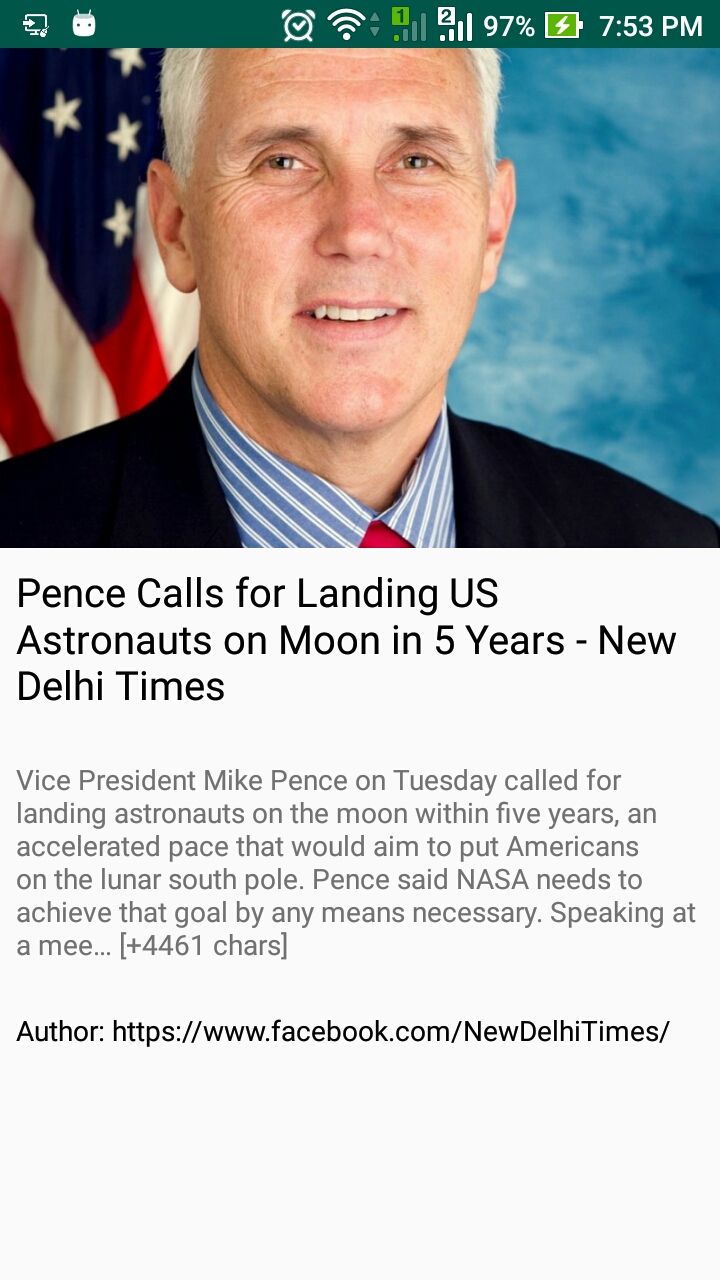 1 2 97% 7:53 PM
Pence Calls for Landing US
Astronauts on Moon in 5 Years - New
Delhi Times
Vice President Mike Pence on Tuesday called for
landing astronauts on the moon within five years, an
accelerated pace that would aim to put Americans
on the lunar south pole. Pence said NASA needs to
achieve that goal by any means necessary. Speaking at
a mee... [+4461 chars]
Author: https://www.facebook.com/NewDelhiTimes/